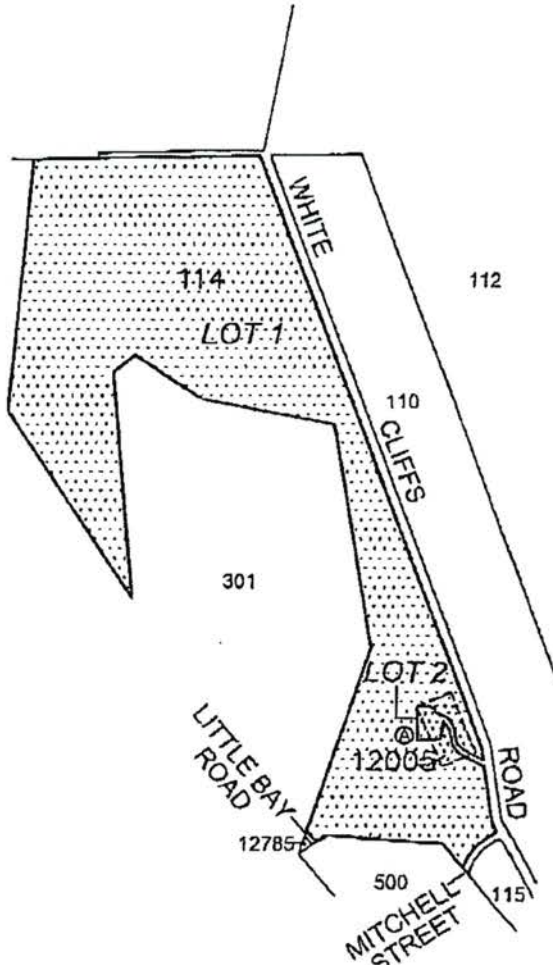 WHITE
114
LOT 1
112
110
CLIFFS
301
LOT 2
A
12005
LITTLE BAY
ROAD
ROAD
12785
500
115
MITCHELL
STREET